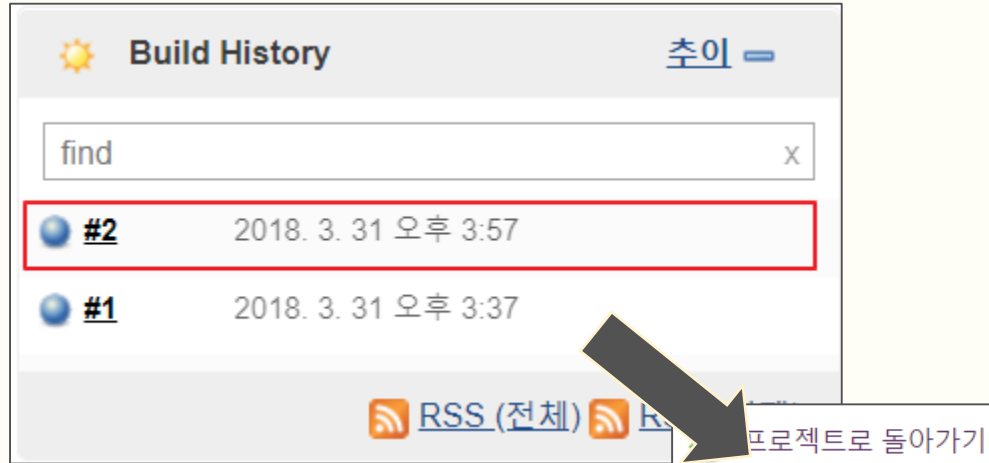 Build History 추이
find x
#2 2018. 3. 31 오후 3:57
#1 2018. 3. 31 오후 3:37
RSS (전체) R
프로젝트로 돌아가기